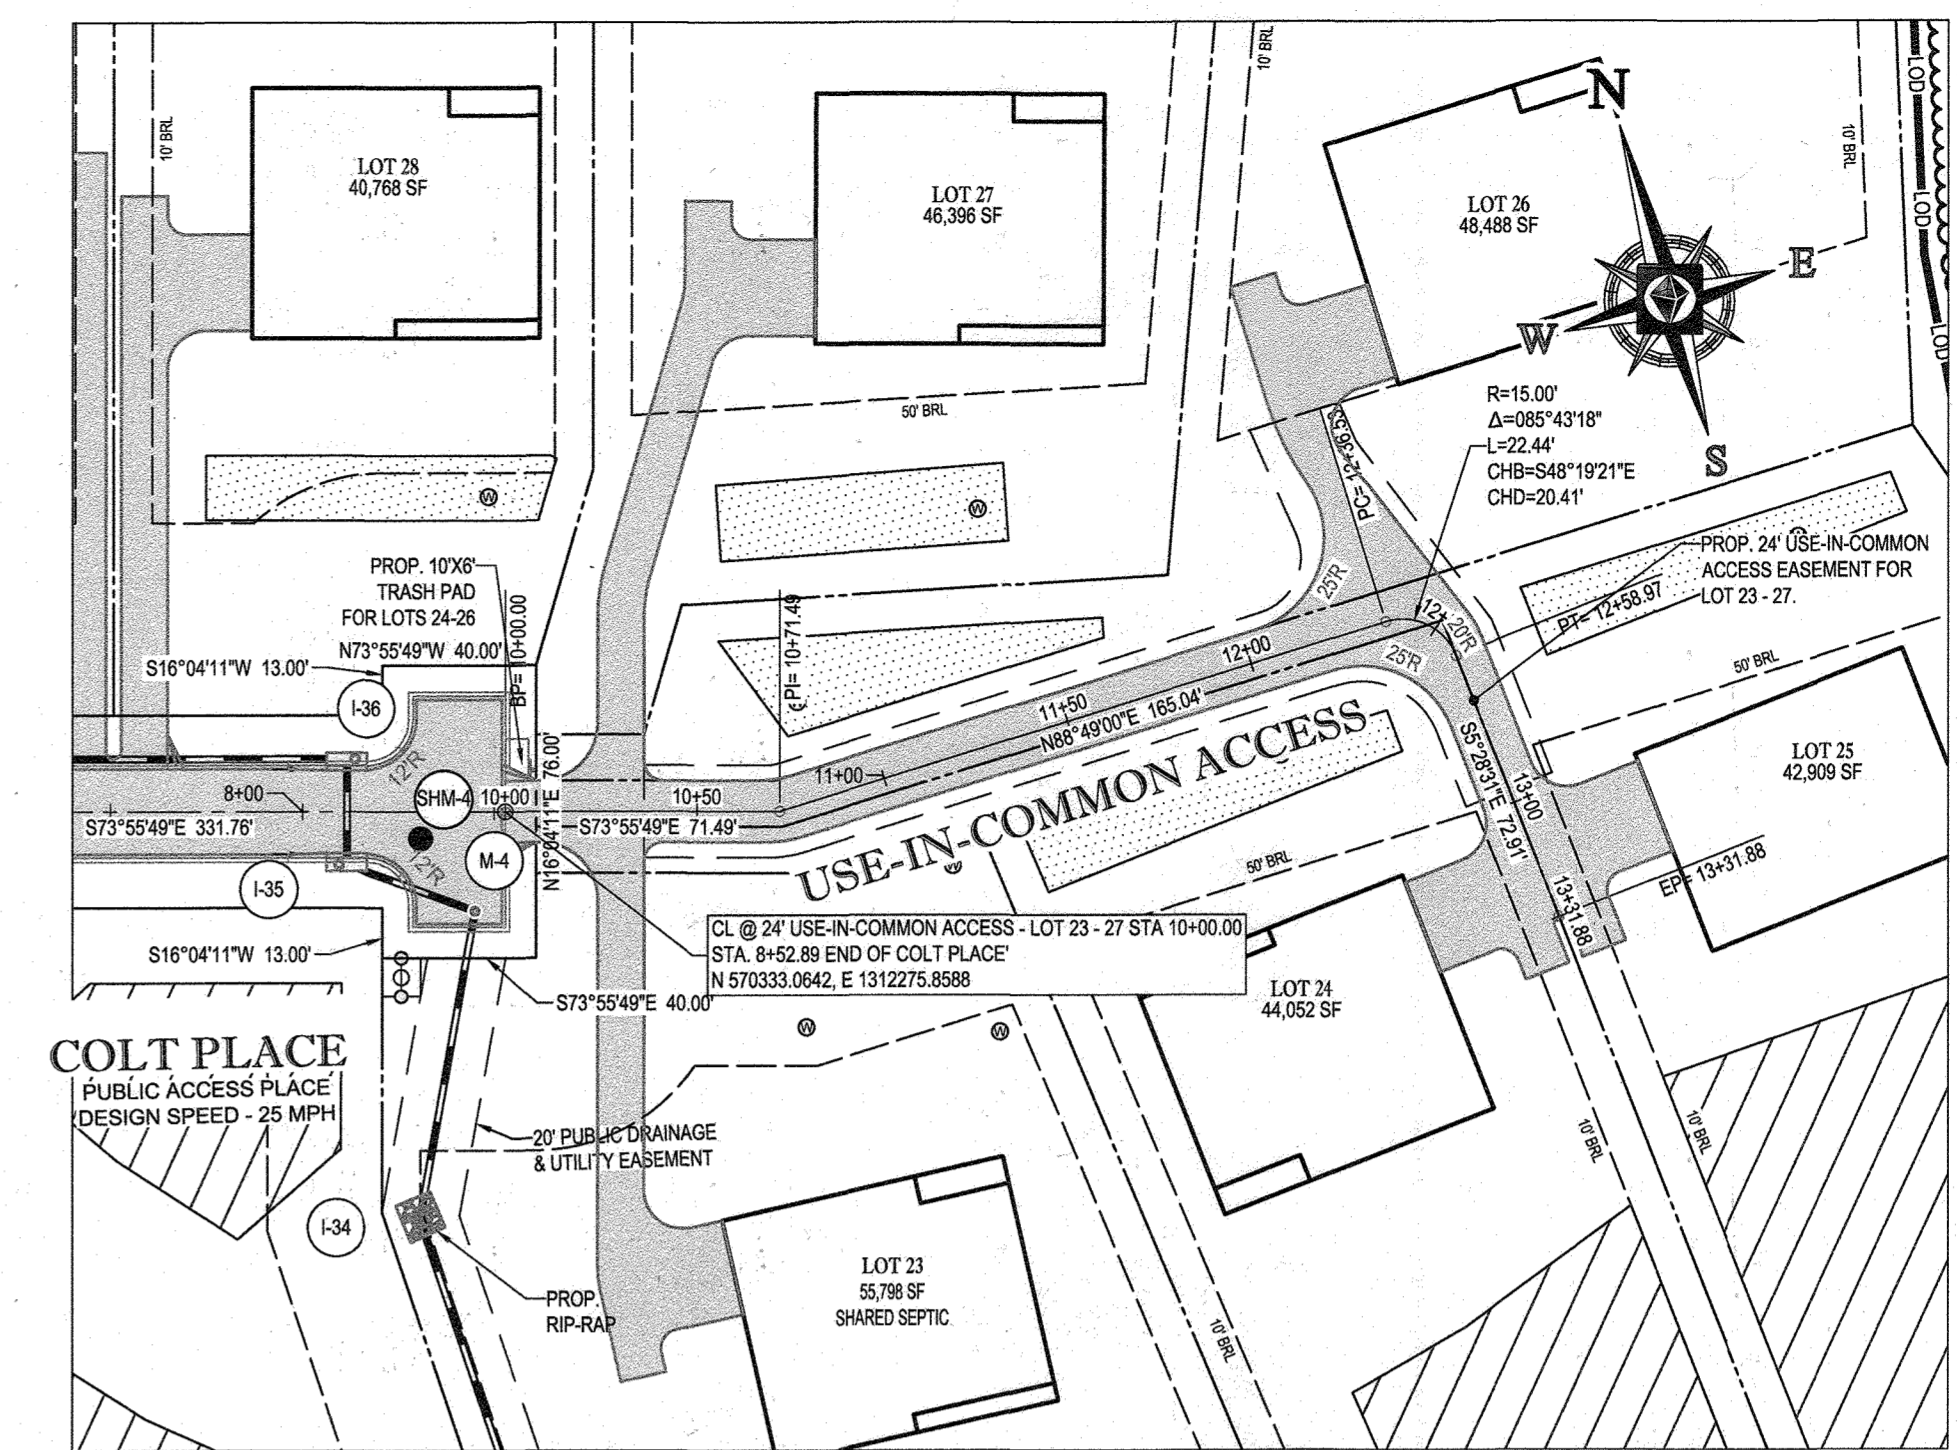 10' BRL
LOT 28
40,768 SF
LOT 27
46,396 SF
50' BRL
10' BRL
LOT 26
48,488 SF
10' BRL
LOD
LOD
LOD
N
E
W
S
R=15.00'
Δ=085°43'18"
L=22.44'
CHB=S48°19'21"E
CHD=20.41'
PC= 12+36.53
PROP. 24' USE-IN-COMMON
ACCESS EASEMENT FOR
LOT 23 - 27.
PT= 12+58.97
50' BRL
PROP. 10'X6'
TRASH PAD
FOR LOTS 24-26
N73°55'49"W 40.00'
S16°04'11"W 13.00'
I-36
BP= 10+00.00
PI= 10+71.49
25'R
20'R
25'R
12+00
11+50
N88°49'00"E 165.04'
11+00
USE-IN-COMMON ACCESS
12'R
SHM-4
10+00
10+50
N16°04'11"E 76.00'
8+00
S73°55'49"E 331.76'
S73°55'49"E 71.49'
M-4
12'R
I-35
S16°04'11"W 13.00'
S73°55'49"E 40.00'
CL @ 24' USE-IN-COMMON ACCESS - LOT 23 - 27 STA 10+00.00
STA. 8+52.89 END OF COLT PLACE'
N 570333.0642, E 1312275.8588
W
W
W
W
W
50' BRL
S5°28'31"E 72.91'
13+00
13+31.88
EP= 13+31.88
LOT 25
42,909 SF
LOT 24
44,052 SF
COLT PLACE
PUBLIC ACCESS PLACE
DESIGN SPEED - 25 MPH
20' PUBLIC DRAINAGE
& UTILITY EASEMENT
I-34
PROP.
RIP-RAP
LOT 23
55,798 SF
SHARED SEPTIC
10' BRL
10' BRL
10' BRL